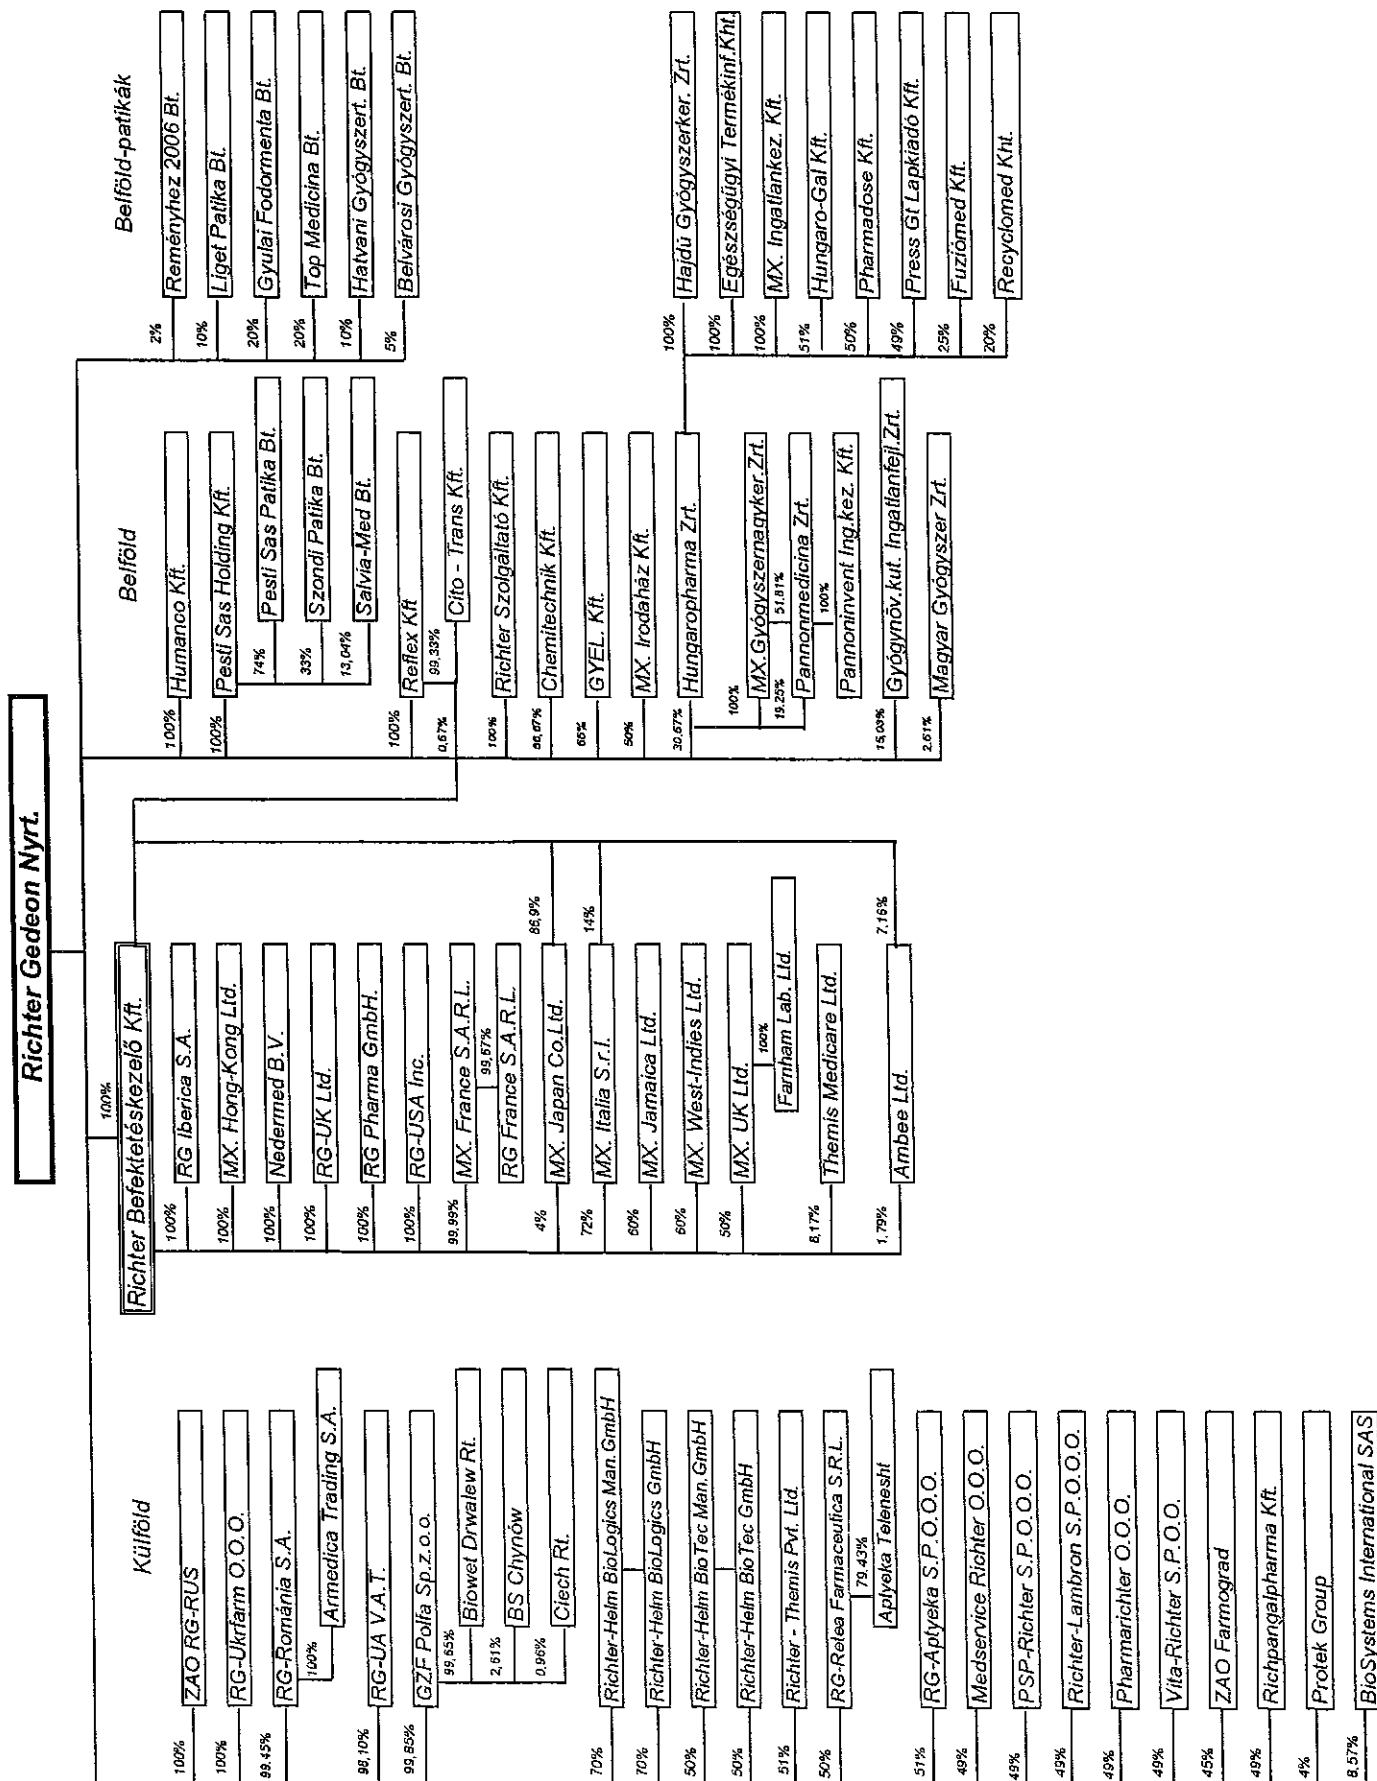 Richter Gedeon Nyrt.
Külföld
100%
ZAO RG-RUS
100%
RG-Ukrfarm O.O.O.
99.45%
RG-Románia S.A.
100%
Armedica Trading S.A.
98,10%
RG-UA V.A.T.
99,85%
GZF Polfa Sp.z.o.o.
99,65%
Biowet Drwalew Rt.
2,61%
BS Chynów
0,96%
Ciech Rt.
70%
Richter-Helm BioLogics Man.GmbH
70%
Richter-Helm BioLogics GmbH
50%
Richter-Helm BioTec Man.GmbH
50%
Richter-Helm BioTec GmbH
51%
Richter - Themis Pvt. Ltd.
50%
RG-Relea Farmaceutica S.R.L.
79.43%
Aptyeka Telenesht
51%
RG-Aptyeka S.P.O.O.O.
49%
Medservice Richter O.O.O.
49%
PSP-Richter S.P.O.O.O.
49%
Richter-Lambron S.P.O.O.O.
49%
Pharmarichter O.O.O.
49%
Vita-Richter S.P.O.O.
45%
ZAO Farmograd
49%
Richpangalpharma Kft.
4%
Protek Group
8,57%
BioSystems International SAS
100%
Richter Befektetéskezelő Kft.
100%
RG Iberica S.A.
100%
MX. Hong-Kong Ltd.
100%
Nedermed B.V.
100%
RG-UK Ltd.
100%
RG Pharma GmbH.
100%
RG-USA Inc.
99,99%
MX. France S.A.R.L.
99,67%
RG France S.A.R.L.
4%
MX. Japan Co.Ltd.
86,9%
72%
MX. Italia S.r.l.
14%
60%
MX. Jamaica Ltd.
60%
MX. West-Indies Ltd.
50%
MX. UK Ltd.
100%
Farnham Lab. Ltd.
8,17%
Themis Medicare Ltd.
1,79%
Ambee Ltd.
7,16%
Belföld
100%
Humanco Kft.
100%
Pesti Sas Holding Kft.
74%
Pesti Sas Patika Bt.
33%
Szondi Patika Bt.
13,04%
Salvia-Med Bt.
100%
Reflex Kft
0,67%
99,33%
Cito - Trans Kft.
100%
Richter Szolgáltató Kft.
66,67%
Chemitechnik Kft.
66%
GYEL. Kft.
50%
MX. Irodaház Kft.
30,67%
Hungaropharma Zrt.
100%
MX.Gyógyszernagyker.Zrt.
19.25%
51.81%
Pannonmedicina Zrt.
100%
Pannoninvent Ing.kez. Kft.
15,03%
Gyógynöv.kut. Ingatlanfejl.Zrt.
2.61%
Magyar Gyógyszer Zrt.
Belföld-patikák
2%
Reményhez 2006 Bt.
10%
Liget Patika Bt.
20%
Gyulai Fodormenta Bt.
20%
Top Medicina Bt.
10%
Hatvani Gyógyszert. Bt.
5%
Belvárosi Gyógyszert. Bt.
100%
Hajdú Gyógyszerker. Zrt.
100%
Egészségügyi Termékinf.Kht.
100%
MX. Ingatlankez. Kft.
51%
Hungaro-Gal Kft.
50%
Pharmadose Kft.
49%
Press Gt Lapkiadó Kft.
25%
Fuziómed Kft.
20%
Recyclomed Kht.